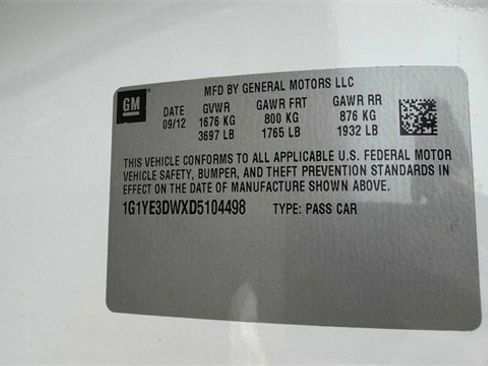 MFD BY GENERAL MOTORS LLC
GM
DATE GVWR GAWR FRT GAWR RR
09/12 1676 KG 800 KG 876 KG
3697 LB 1765 LB 1932 LB
THIS VEHICLE CONFORMS TO ALL APPLICABLE U.S. FEDERAL MOTOR
VEHICLE SAFETY, BUMPER, AND THEFT PREVENTION STANDARDS IN
EFFECT ON THE DATE OF MANUFACTURE SHOWN ABOVE.
1G1YE3DWXD5104498 TYPE: PASS CAR